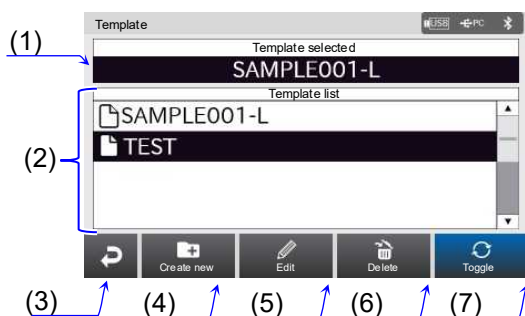 Template
USB PC
(1)
Template selected
SAMPLE001-L
Template list
SAMPLE001-L
TEST
(2)
Create new
Edit
Delete
Toggle
(3) (4) (5) (6) (7)